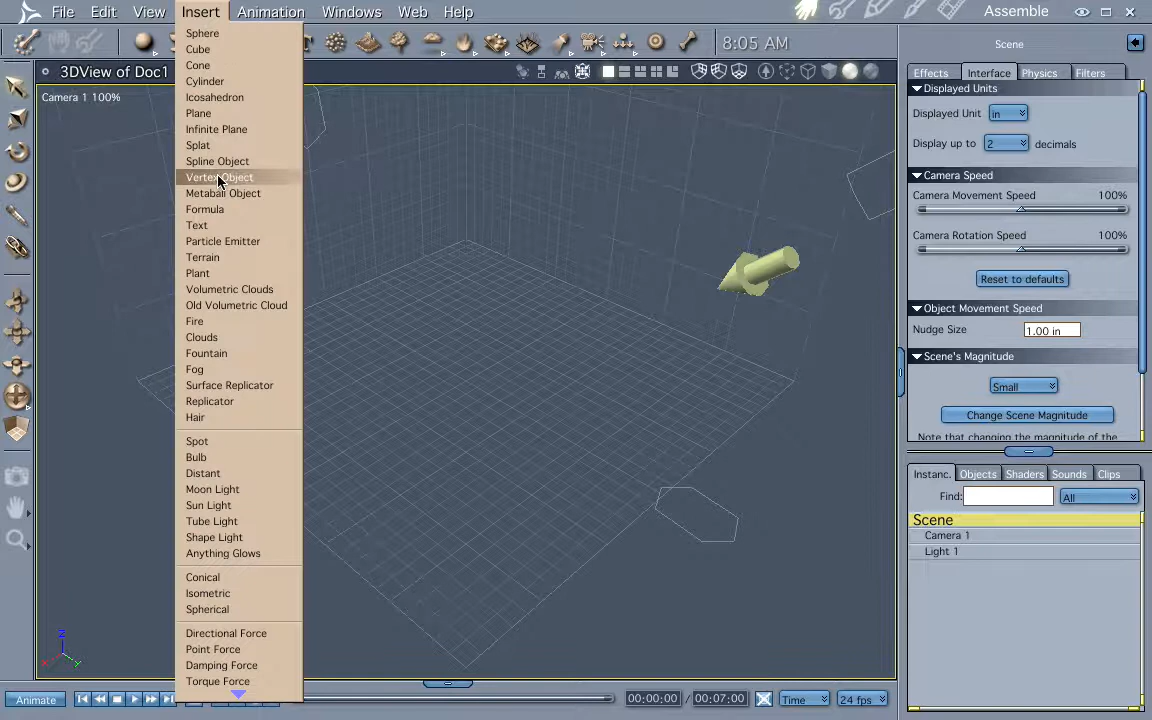 File Edit View Insert Animation Windows Web Help Assemble
8:05 AM
3DView of Doc1
Camera 1 100%
Sphere
Cube
Cone
Cylinder
Icosahedron
Plane
Infinite Plane
Splat
Spline Object
Vertex Object
Metaball Object
Formula
Text
Particle Emitter
Terrain
Plant
Volumetric Clouds
Old Volumetric Cloud
Fire
Clouds
Fountain
Fog
Surface Replicator
Replicator
Hair
Spot
Bulb
Distant
Moon Light
Sun Light
Tube Light
Shape Light
Anything Glows
Conical
Isometric
Spherical
Directional Force
Point Force
Damping Force
Torque Force
Scene
Effects Interface Physics Filters
Displayed Units
Displayed Unit in
Display up to 2 decimals
Camera Speed
Camera Movement Speed 100%
Camera Rotation Speed 100%
Reset to defaults
Object Movement Speed
Nudge Size 1.00 in
Scene's Magnitude
Small
Change Scene Magnitude
Note that changing the magnitude of the
Instanc. Objects Shaders Sounds Clips
Find: All
Scene
Camera 1
Light 1
Z
X Y
Animate 00:00:00 / 00:07:00 Time 24 fps